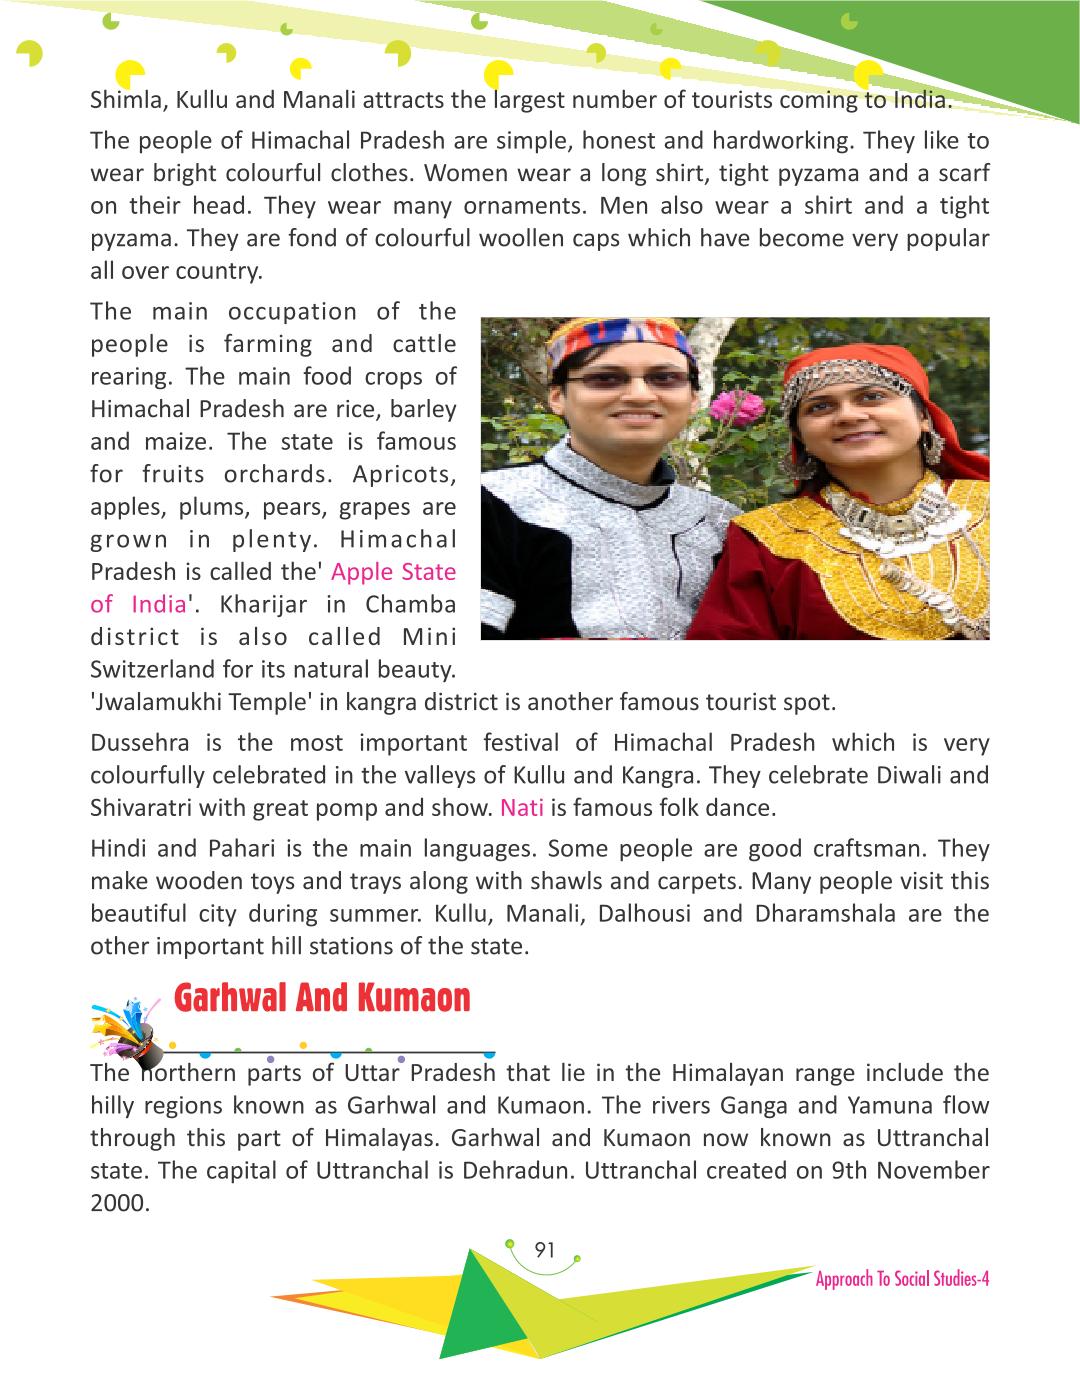 Shimla, Kullu and Manali attracts the largest number of tourists coming to India.
The people of Himachal Pradesh are simple, honest and hardworking. They like to
wear bright colourful clothes. Women wear a long shirt, tight pyzama and a scarf
on their head. They wear many ornaments. Men also wear a shirt and a tight
pyzama. They are fond of colourful woollen caps which have become very popular
all over country.
The main occupation of the
people is farming and cattle
rearing. The main food crops of
Himachal Pradesh are rice, barley
and maize. The state is famous
for fruits orchards. Apricots,
apples, plums, pears, grapes are
grown in plenty. Himachal
Pradesh is called the' Apple State
of India'. Kharijar in Chamba
district is also called Mini
Switzerland for its natural beauty.
'Jwalamukhi Temple' in kangra district is another famous tourist spot.
Dussehra is the most important festival of Himachal Pradesh which is very
colourfully celebrated in the valleys of Kullu and Kangra. They celebrate Diwali and
Shivaratri with great pomp and show. Nati is famous folk dance.
Hindi and Pahari is the main languages. Some people are good craftsman. They
make wooden toys and trays along with shawls and carpets. Many people visit this
beautiful city during summer. Kullu, Manali, Dalhousi and Dharamshala are the
other important hill stations of the state.
Garhwal And Kumaon
The northern parts of Uttar Pradesh that lie in the Himalayan range include the
hilly regions known as Garhwal and Kumaon. The rivers Ganga and Yamuna flow
through this part of Himalayas. Garhwal and Kumaon now known as Uttranchal
state. The capital of Uttranchal is Dehradun. Uttranchal created on 9th November
2000.
91
Approach To Social Studies-4